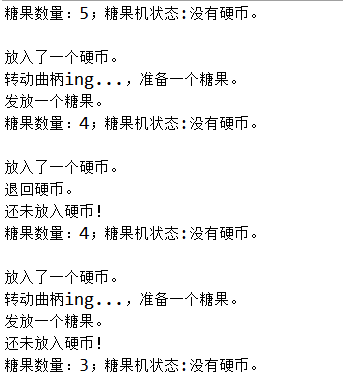 糖果数量：5；糖果机状态:没有硬币。
放入了一个硬币。
转动曲柄ing...，准备一个糖果。
发放一个糖果。
糖果数量：4；糖果机状态:没有硬币。
放入了一个硬币。
退回硬币。
还未放入硬币!
糖果数量：4；糖果机状态:没有硬币。
放入了一个硬币。
转动曲柄ing...，准备一个糖果。
发放一个糖果。
还未放入硬币!
糖果数量：3；糖果机状态:没有硬币。